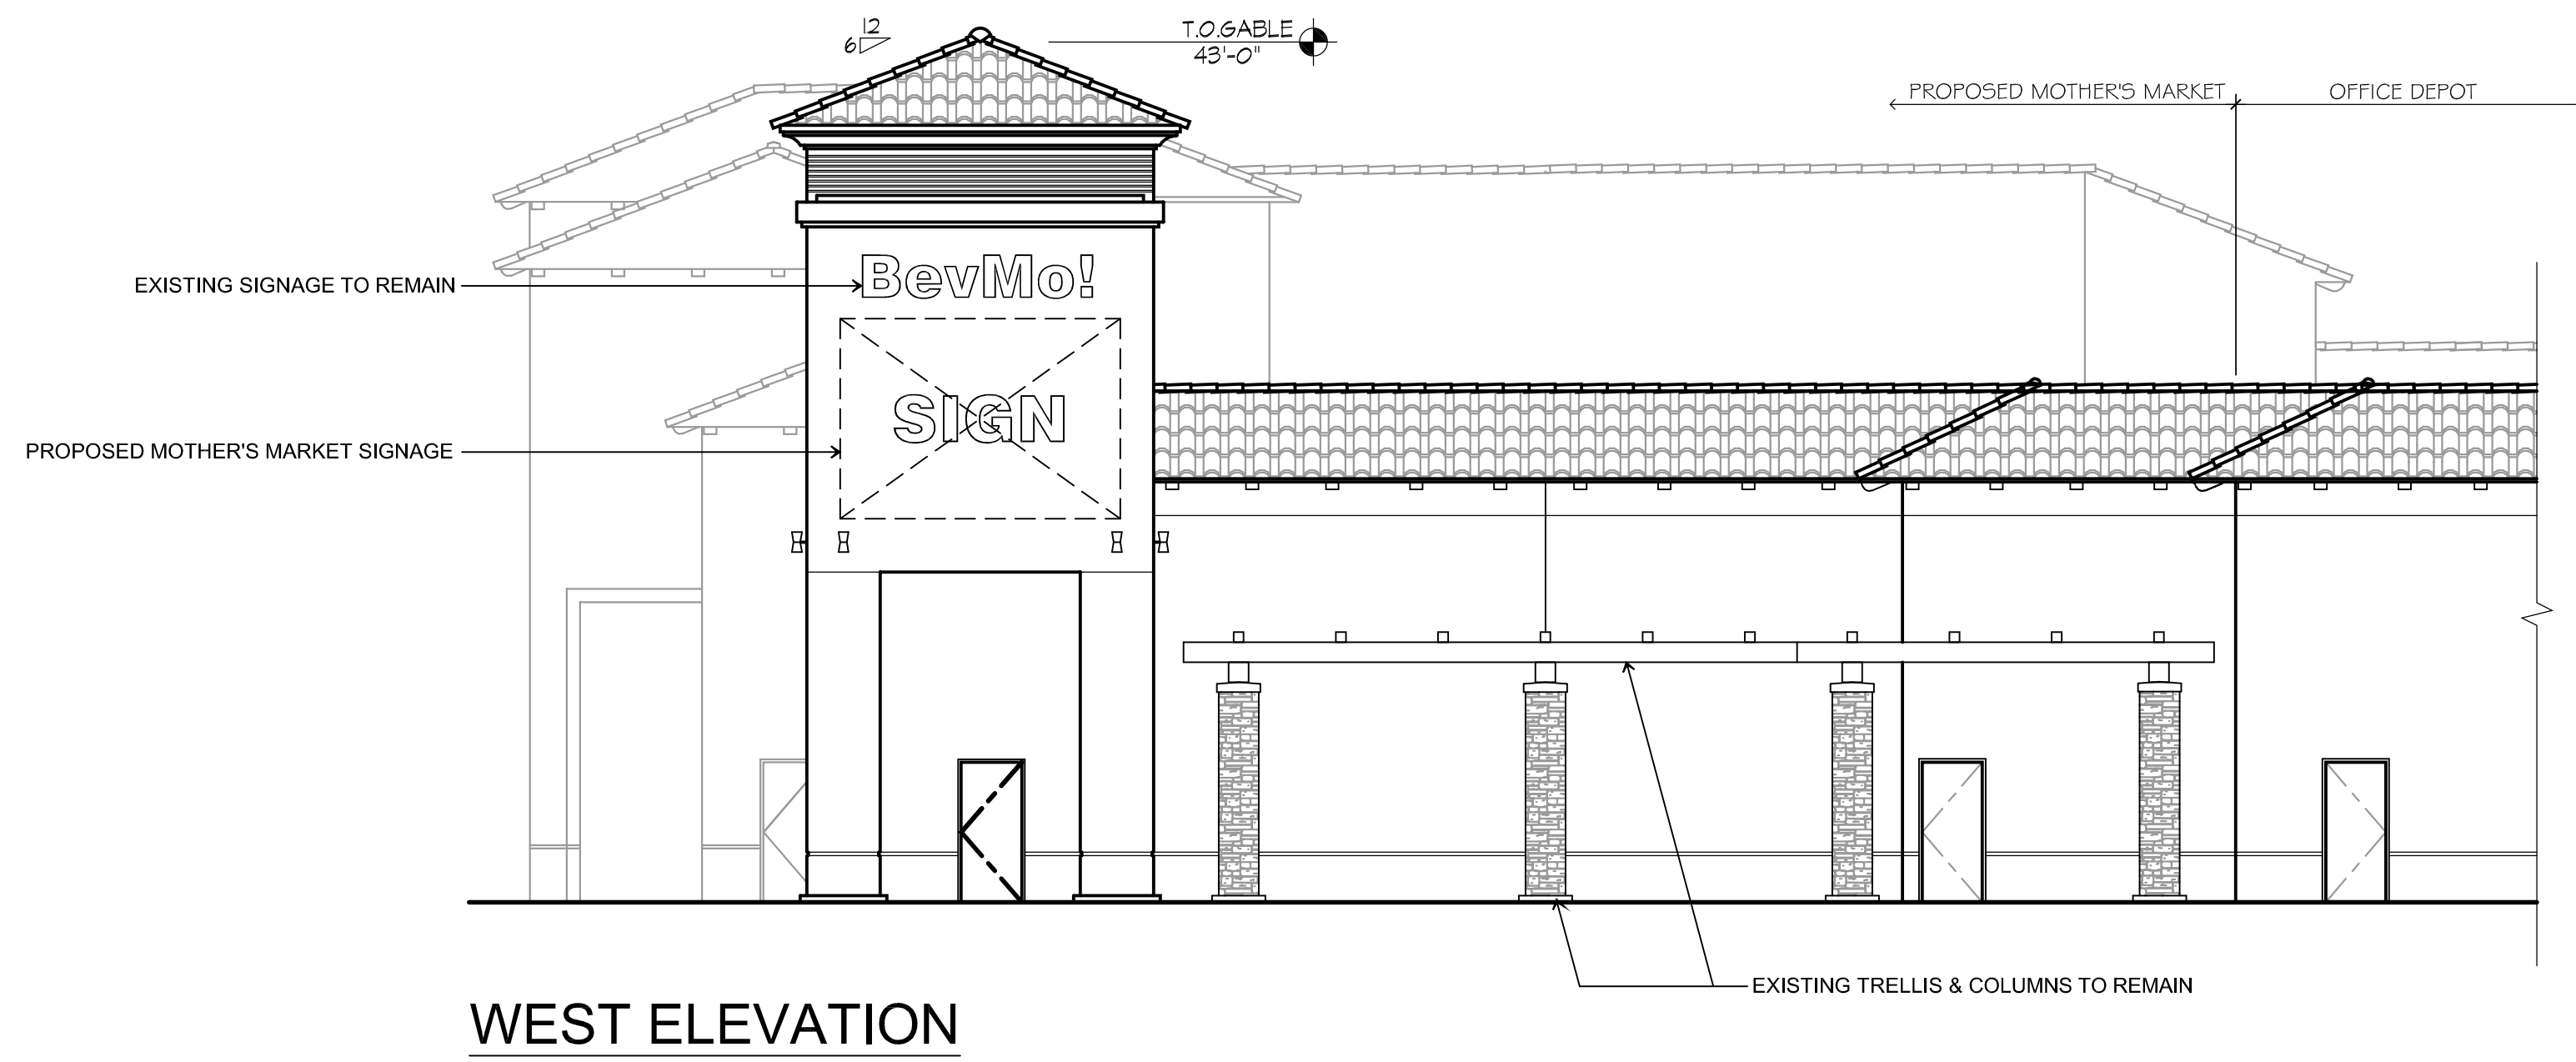 12
6
T.O.GABLE
43'-0"
PROPOSED MOTHER'S MARKET
OFFICE DEPOT
EXISTING SIGNAGE TO REMAIN
BevMo!
SIGN
PROPOSED MOTHER'S MARKET SIGNAGE
EXISTING TRELLIS & COLUMNS TO REMAIN
WEST ELEVATION